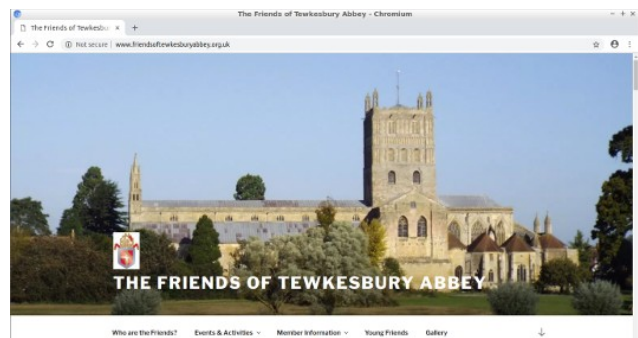 The Friends of Tewkesbury Abbey - Chromium
The Friends of Tewkesbur
Not secure | www.friendsoftewkesburyabbey.org.uk
THE FRIENDS OF TEWKESBURY ABBEY
Who are the Friends? Events & Activities Member Information Young Friends Gallery